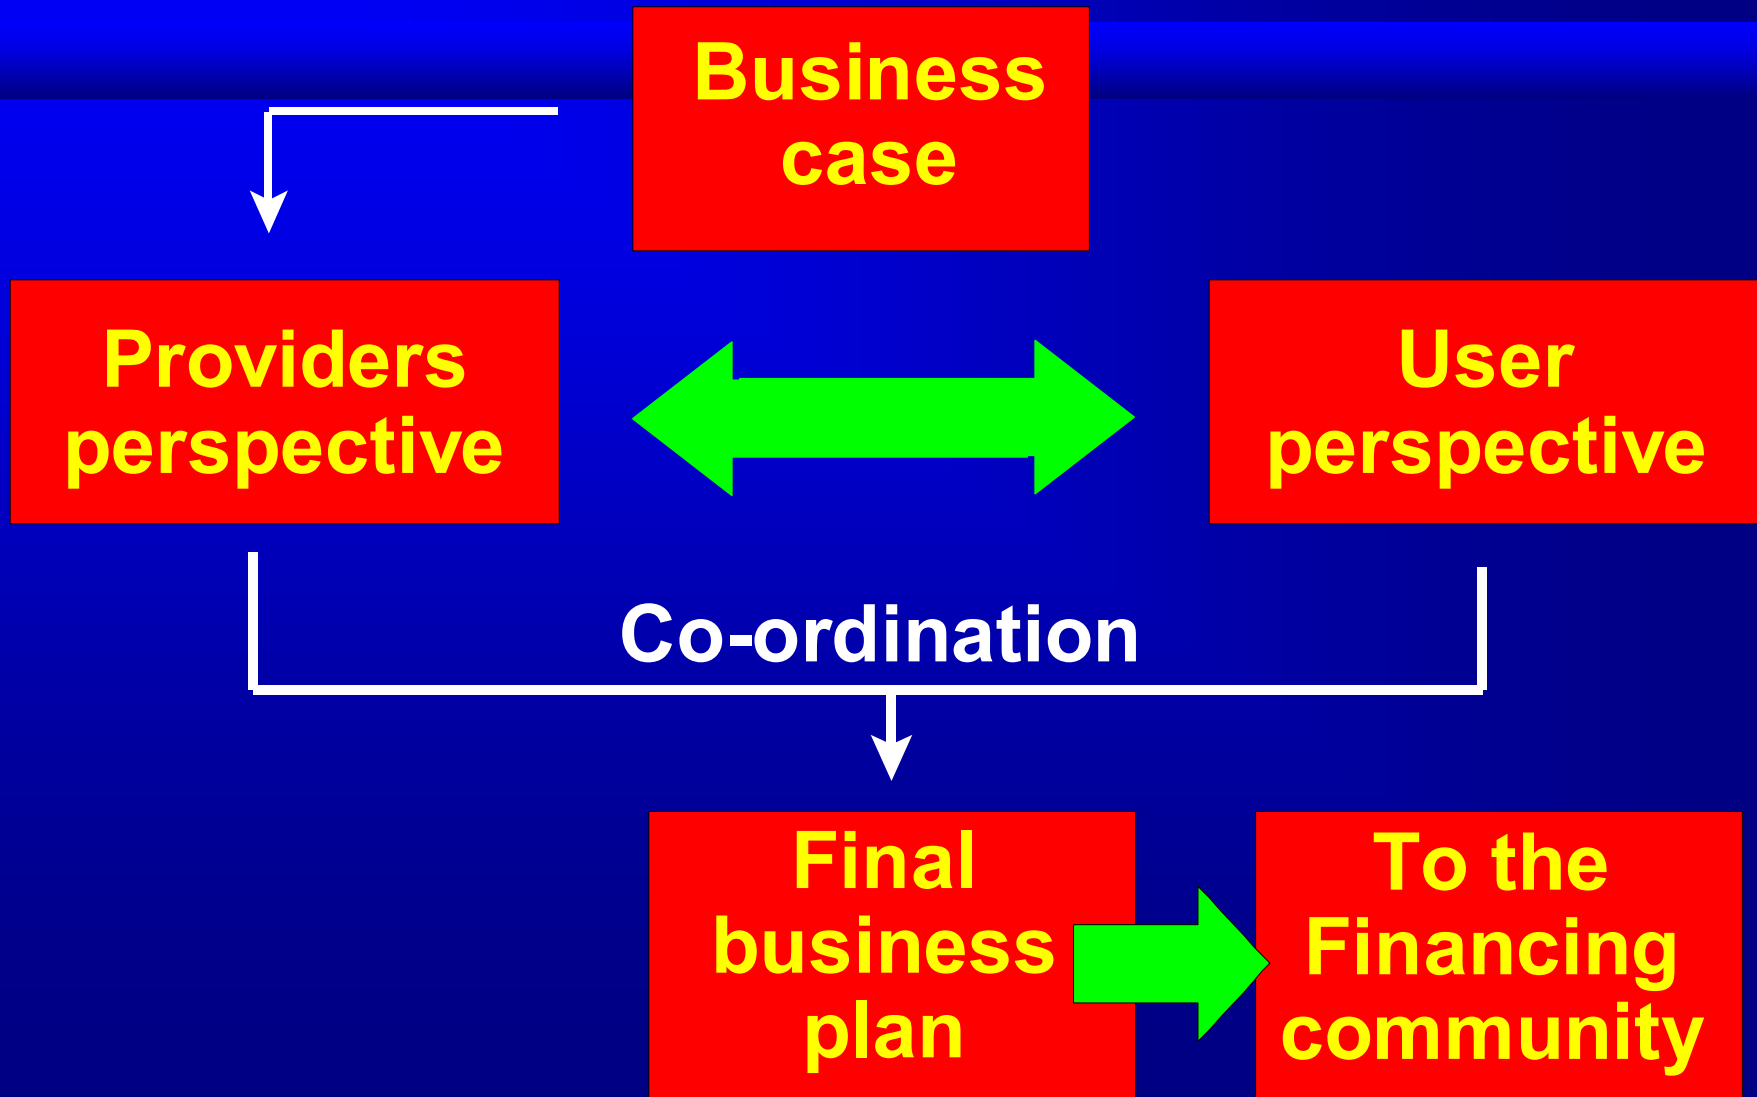 Business
case
Providers
perspective
User
perspective
Co-ordination
Final
business
plan
To the
Financing
community